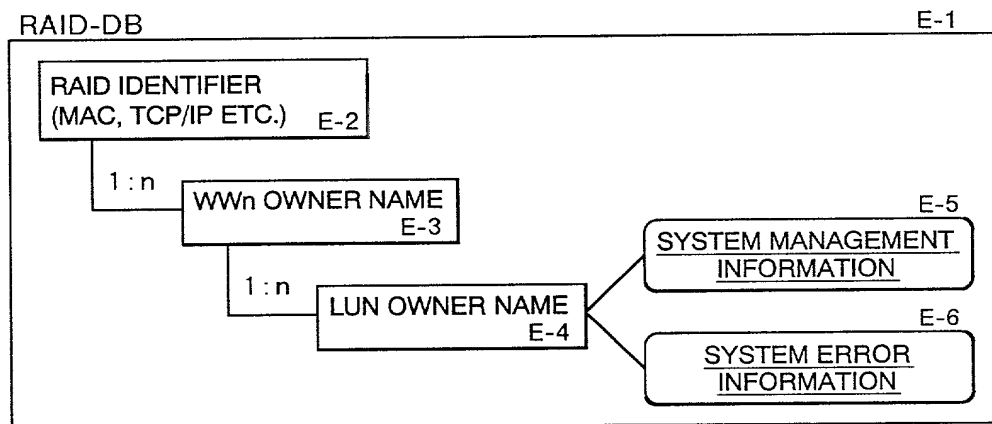 RAID-DB
E-1
RAID IDENTIFIER
(MAC, TCP/IP ETC.)
E-2
1 : n
WWn OWNER NAME
E-3
1 : n
LUN OWNER NAME
E-4
E-5
SYSTEM MANAGEMENT
INFORMATION
E-6
SYSTEM ERROR
INFORMATION